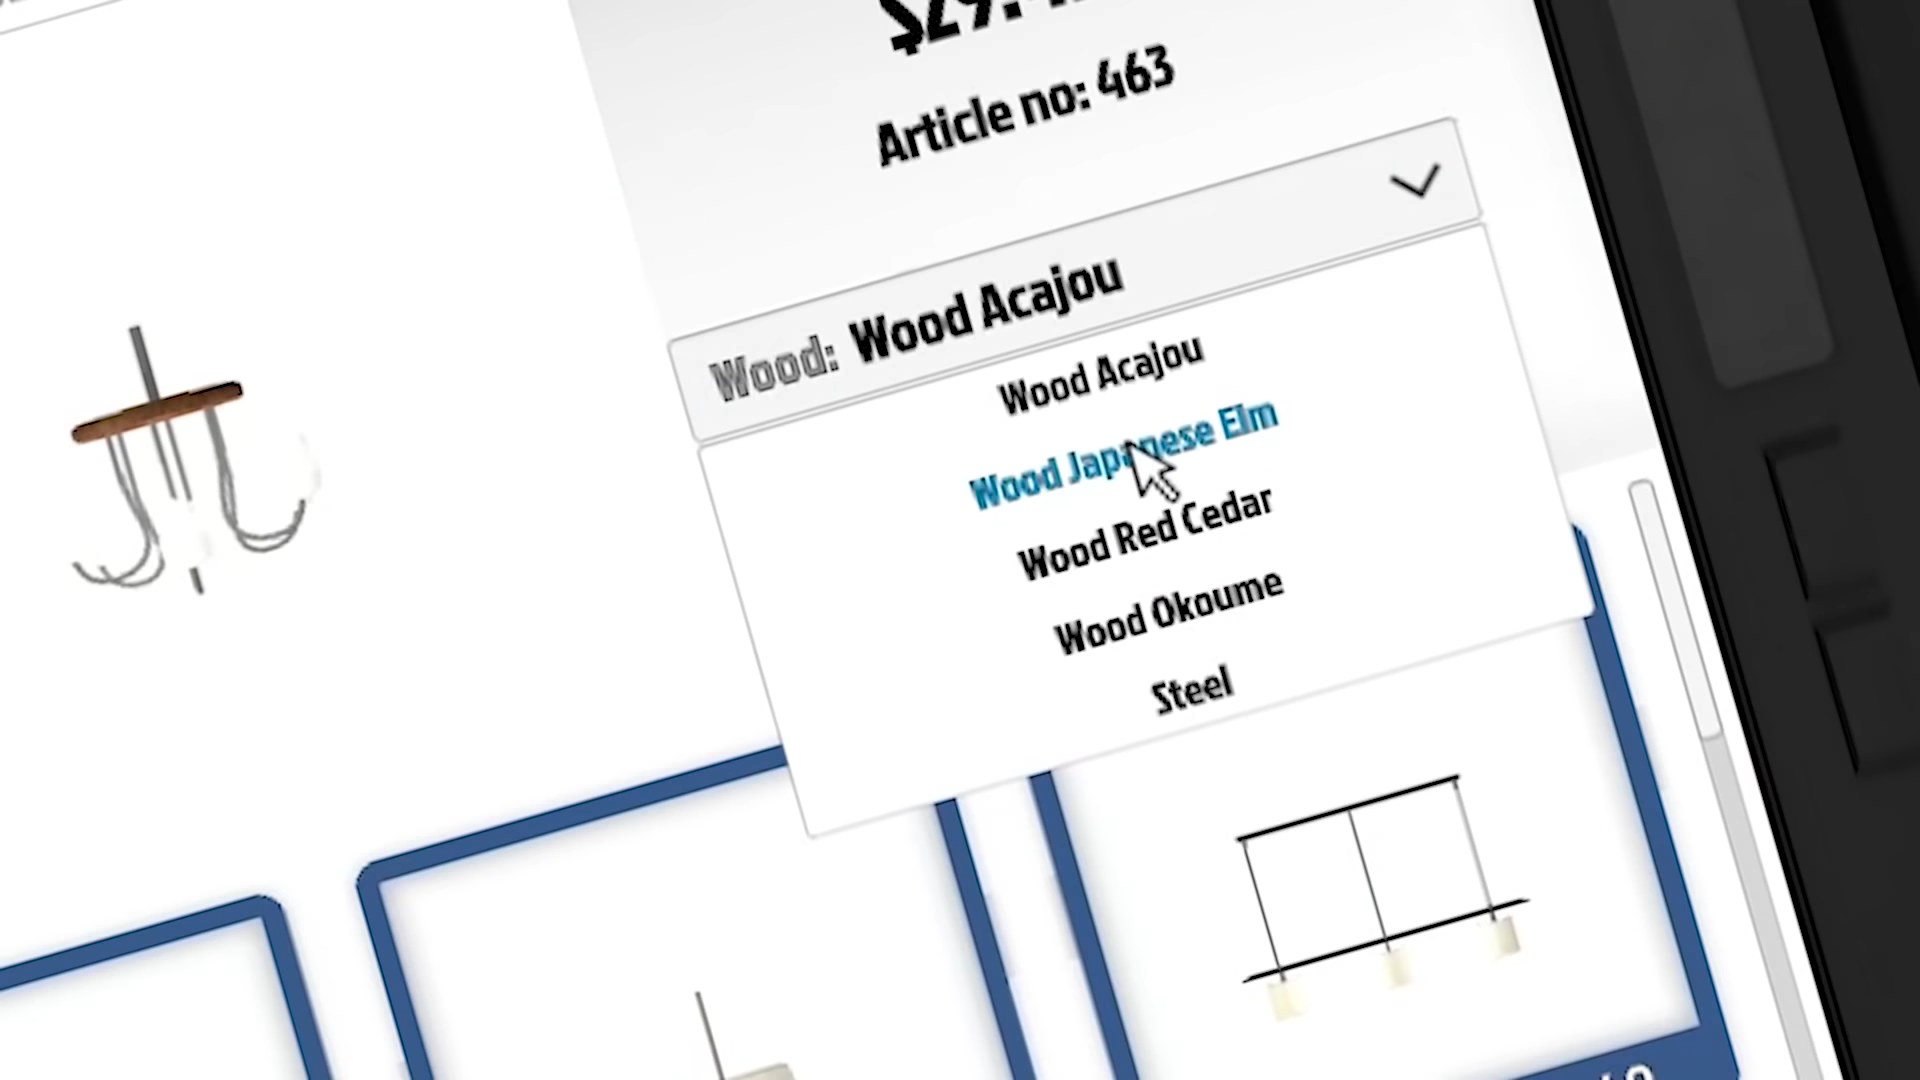 Article no: 463
Wood: Wood Acajou
Wood Acajou
Wood Japanese Elm
Wood Red Cedar
Wood Okoume
Steel